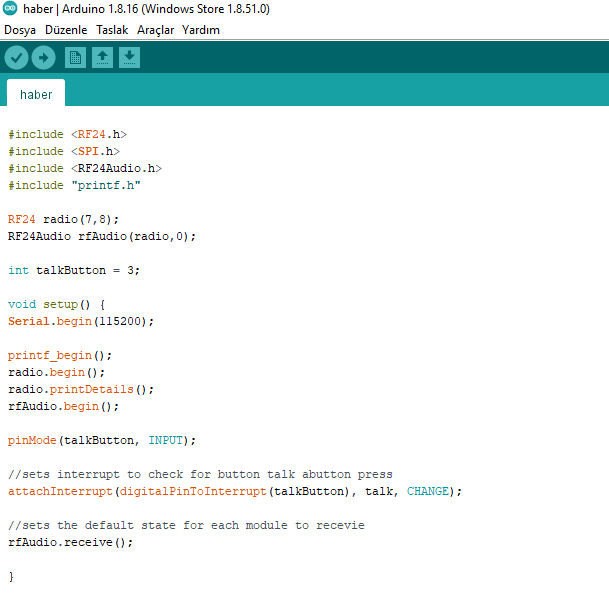 haber | Arduino 1.8.16 (Windows Store 1.8.51.0)
Dosya Düzenle Taslak Araçlar Yardım
haber
#include <RF24.h>
#include <SPI.h>
#include <RF24Audio.h>
#include "printf.h"
RF24 radio(7,8);
RF24Audio rfAudio(radio,0);
int talkButton = 3;
void setup() {
Serial.begin(115200);
printf_begin();
radio.begin();
radio.printDetails();
rfAudio.begin();
pinMode(talkButton, INPUT);
//sets interrupt to check for button talk abutton press
attachInterrupt(digitalPinToInterrupt(talkButton), talk, CHANGE);
//sets the default state for each module to recevie
rfAudio.receive();
}